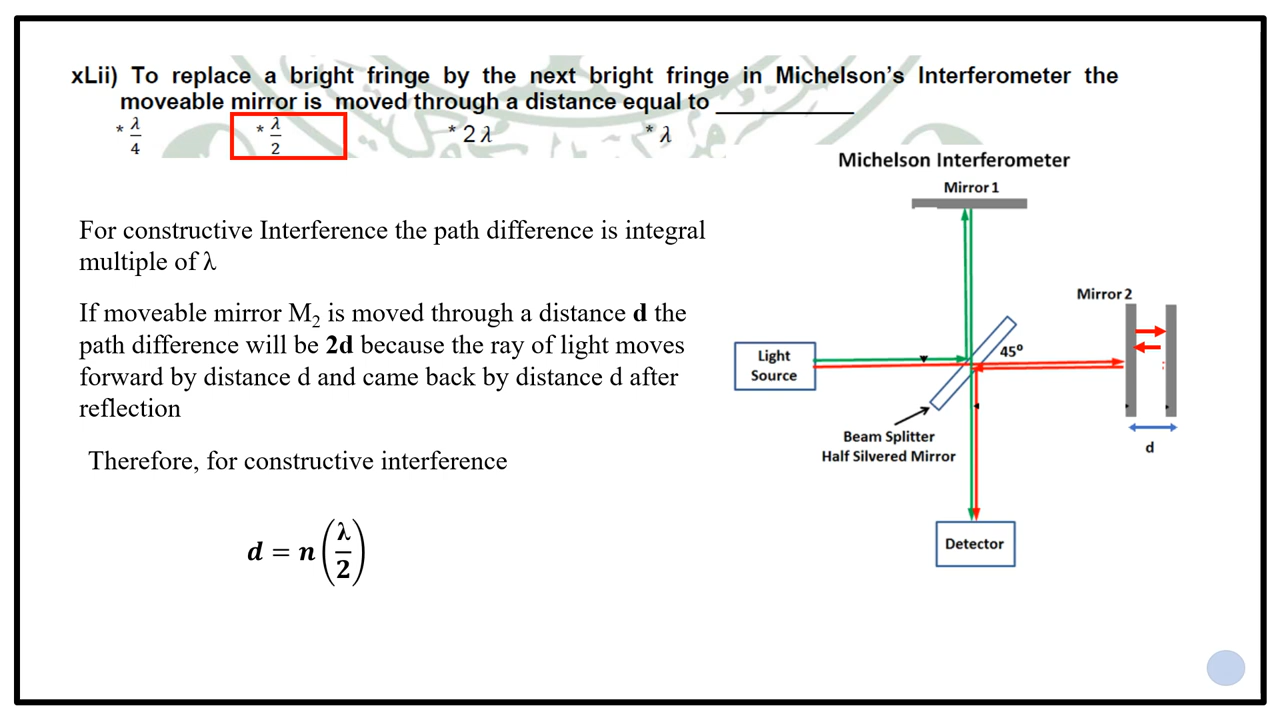 xLii) To replace a bright fringe by the next bright fringe in Michelson's Interferometer the
moveable mirror is moved through a distance equal to ____________
* λ/4 * λ/2 * 2 λ * λ
Michelson Interferometer
Mirror 1
For constructive Interference the path difference is integral
multiple of λ
Mirror 2
If moveable mirror M₂ is moved through a distance d the
path difference will be 2d because the ray of light moves
forward by distance d and came back by distance d after
reflection
45⁰
Light
Source
Beam Splitter
Half Silvered Mirror
d
Therefore, for constructive interference
d = n(λ/2)
Detector